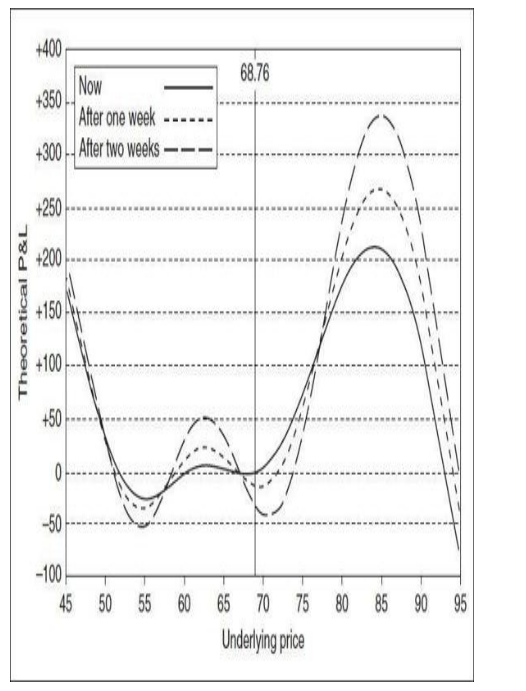 +400
68.76
Now
+350
After one week
After two weeks
+300
+250
+200
+150
+100
+50
0
−50
−100
Theoretical P&L
45 50 55 60 65 70 75 80 85 90 95
Underlying price